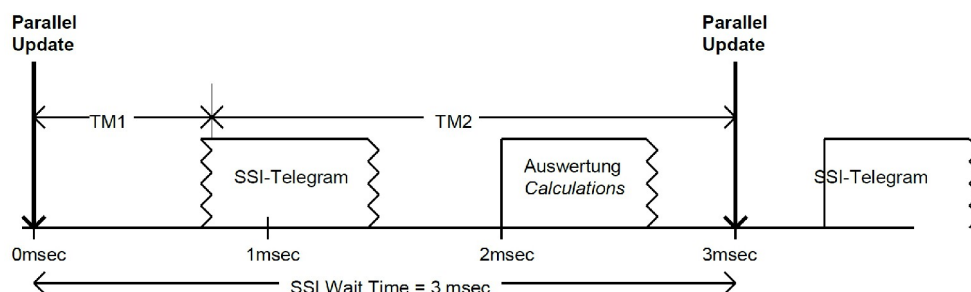 Parallel
Update
Parallel
Update
TM1
TM2
SSI-Telegram
Auswertung
Calculations
SSI-Telegram
0msec
1msec
2msec
3msec
SSI Wait Time = 3 msec